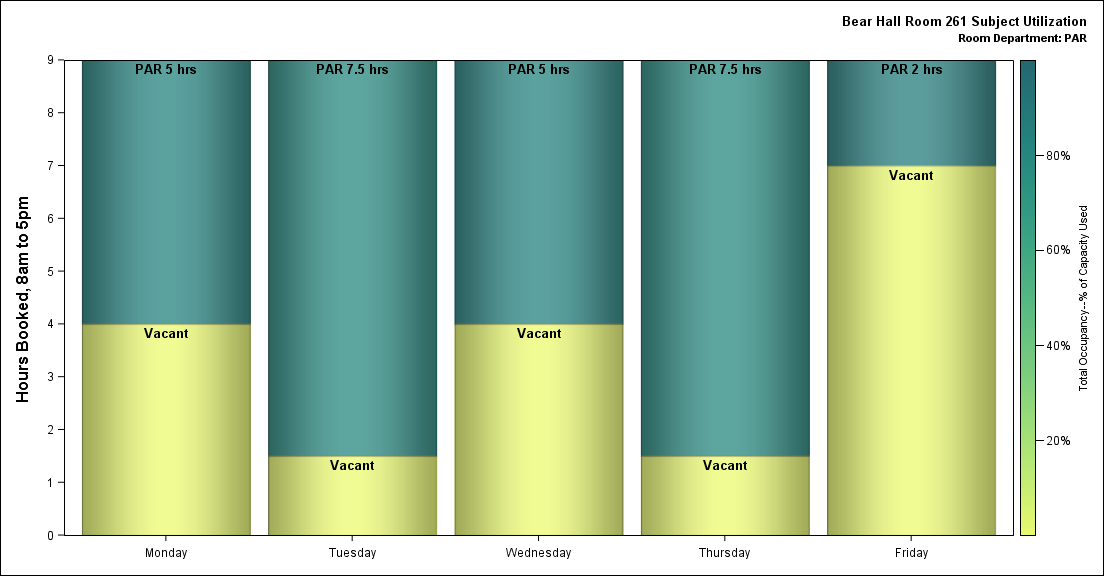 Bear Hall Room 261 Subject Utilization
Room Department: PAR
Hours Booked, 8am to 5pm
9
8
7
6
5
4
3
2
1
0
PAR 5 hrs
PAR 7.5 hrs
PAR 5 hrs
PAR 7.5 hrs
PAR 2 hrs
Vacant
Vacant
Vacant
Vacant
Vacant
Monday
Tuesday
Wednesday
Thursday
Friday
80%
60%
40%
20%
Total Occupancy--% of Capacity Used